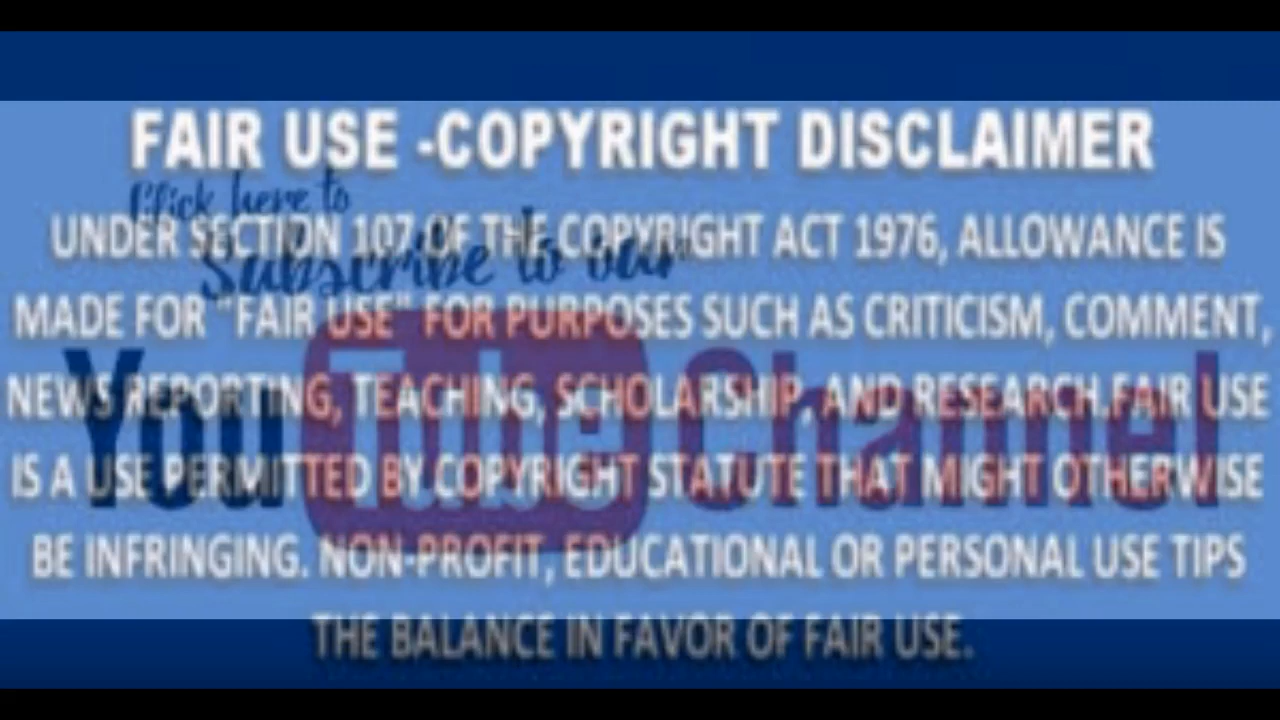 FAIR USE -COPYRIGHT DISCLAIMER
Click here to
UNDER SECTION 107 OF THE COPYRIGHT ACT 1976, ALLOWANCE IS
Subscribe to our
MADE FOR "FAIR USE" FOR PURPOSES SUCH AS CRITICISM, COMMENT,
YouTube Channel
NEWS REPORTING, TEACHING, SCHOLARSHIP, AND RESEARCH.FAIR USE
IS A USE PERMITTED BY COPYRIGHT STATUTE THAT MIGHT OTHERWISE
BE INFRINGING. NON-PROFIT, EDUCATIONAL OR PERSONAL USE TIPS
THE BALANCE IN FAVOR OF FAIR USE.